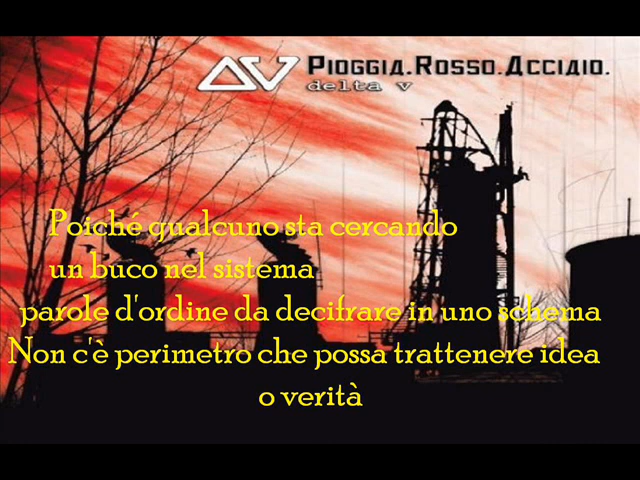 ΔV PIOGGIA.ROSSO.ACCIAIO.
delta v
Poiché qualcuno sta cercando
un buco nel sistema
parole d'ordine da decifrare in uno schema
Non c'è perimetro che possa trattenere idea
o verità